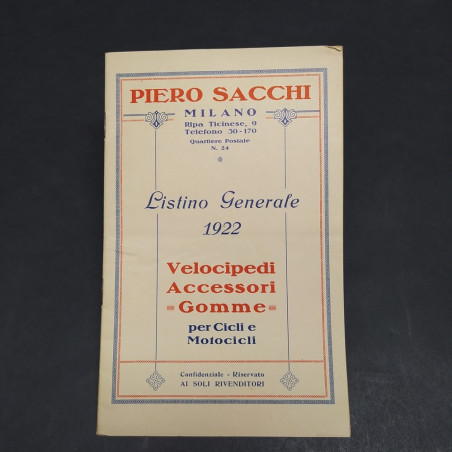 PIERO SACCHI
MILANO
Ripa Ticinese, 9
Telefono 30-170
Quartiere Postale
N. 24
Listino Generale
1922
Velocipedi
Accessori
Gomme
per Cicli e
Motocicli
Confidenziale - Riservato
AI SOLI RIVENDITORI